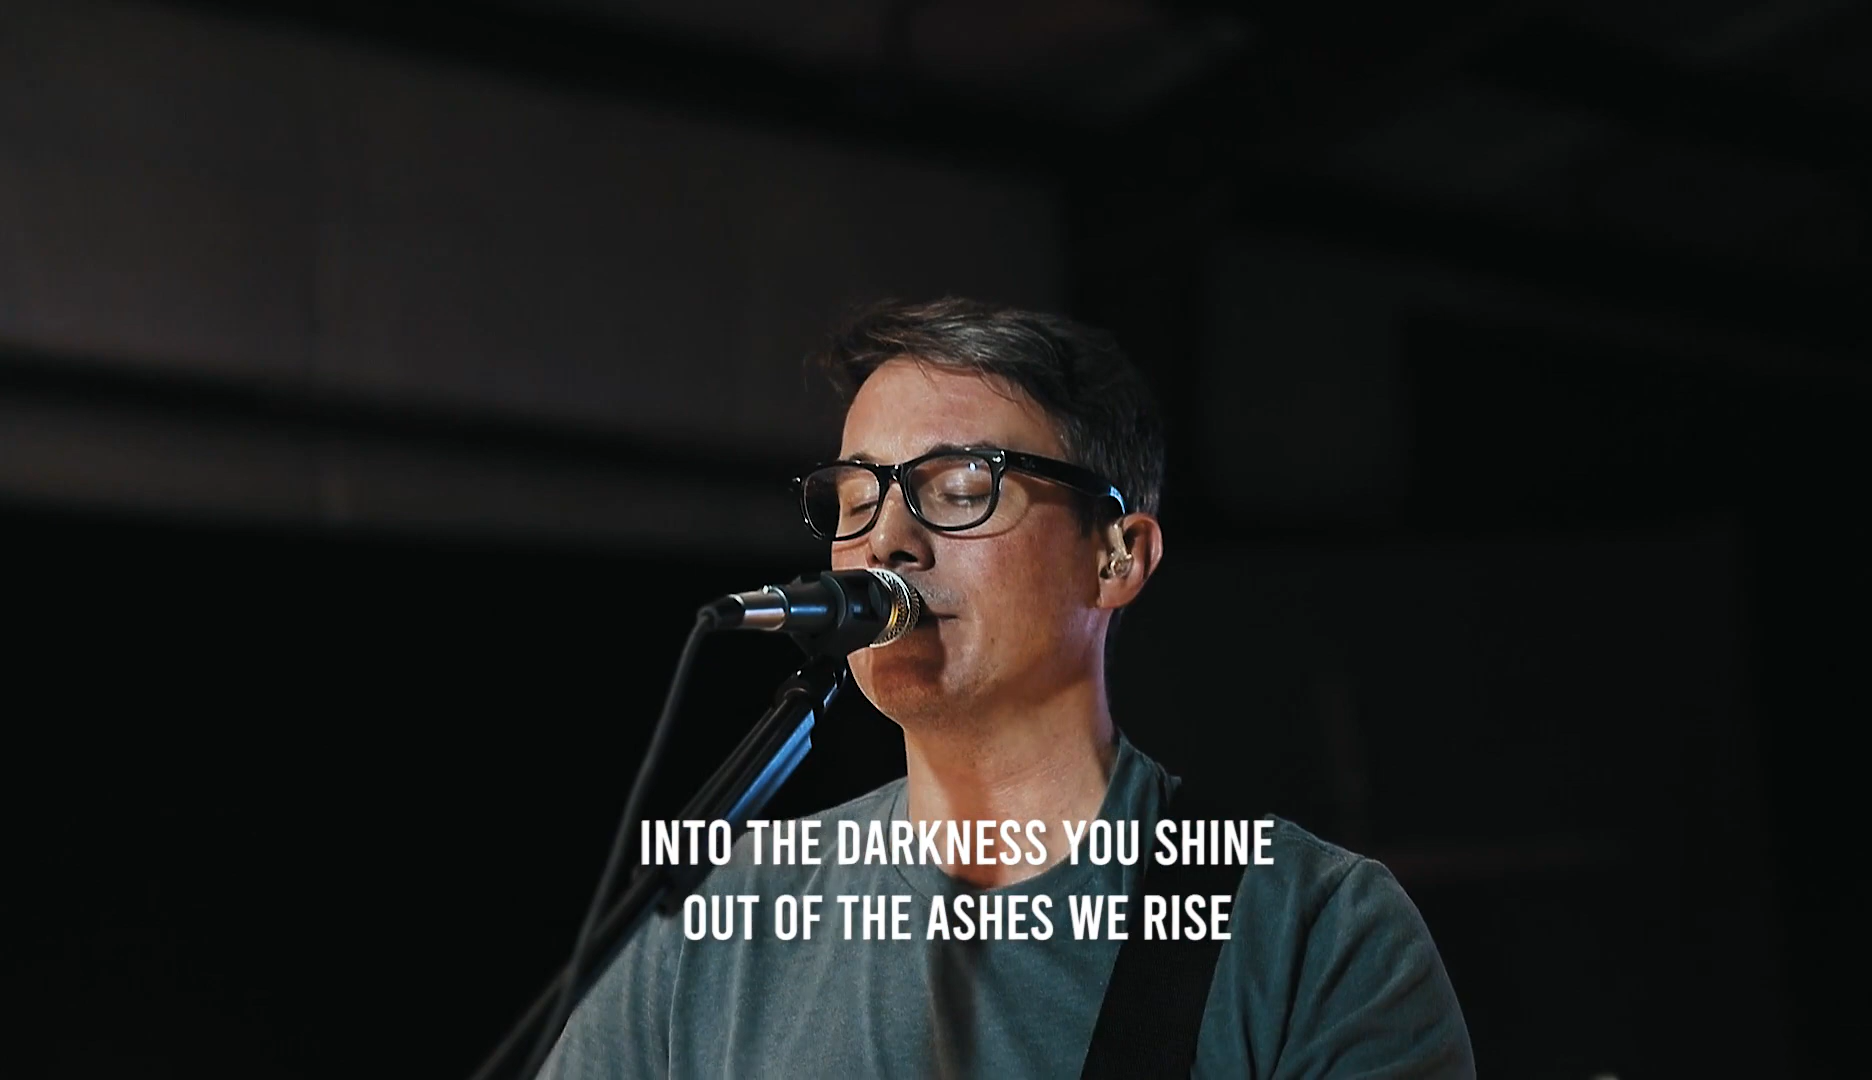 INTO THE DARKNESS YOU SHINE
OUT OF THE ASHES WE RISE